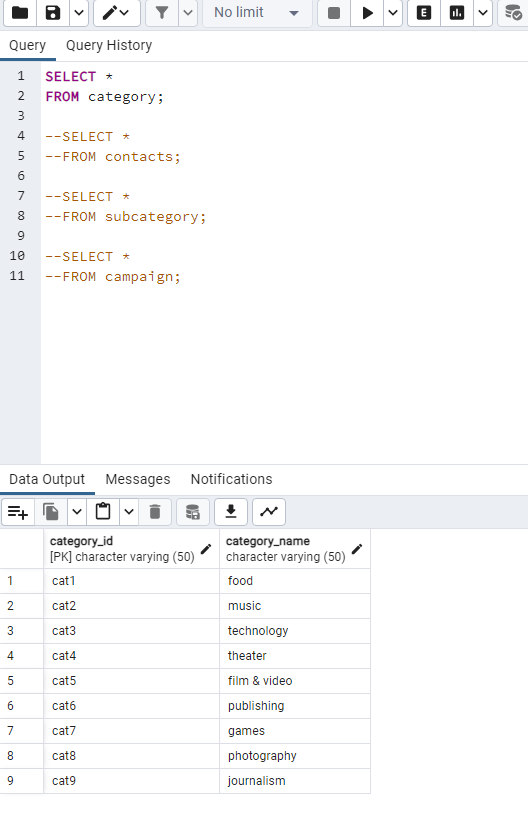 No limit
E
Query Query History
1 SELECT *
2 FROM category;
3
4 --SELECT *
5 --FROM contacts;
6
7 --SELECT *
8 --FROM subcategory;
9
10 --SELECT *
11 --FROM campaign;
Data Output Messages Notifications
category_id category_name
[PK] character varying (50) character varying (50)
1 cat1 food
2 cat2 music
3 cat3 technology
4 cat4 theater
5 cat5 film & video
6 cat6 publishing
7 cat7 games
8 cat8 photography
9 cat9 journalism